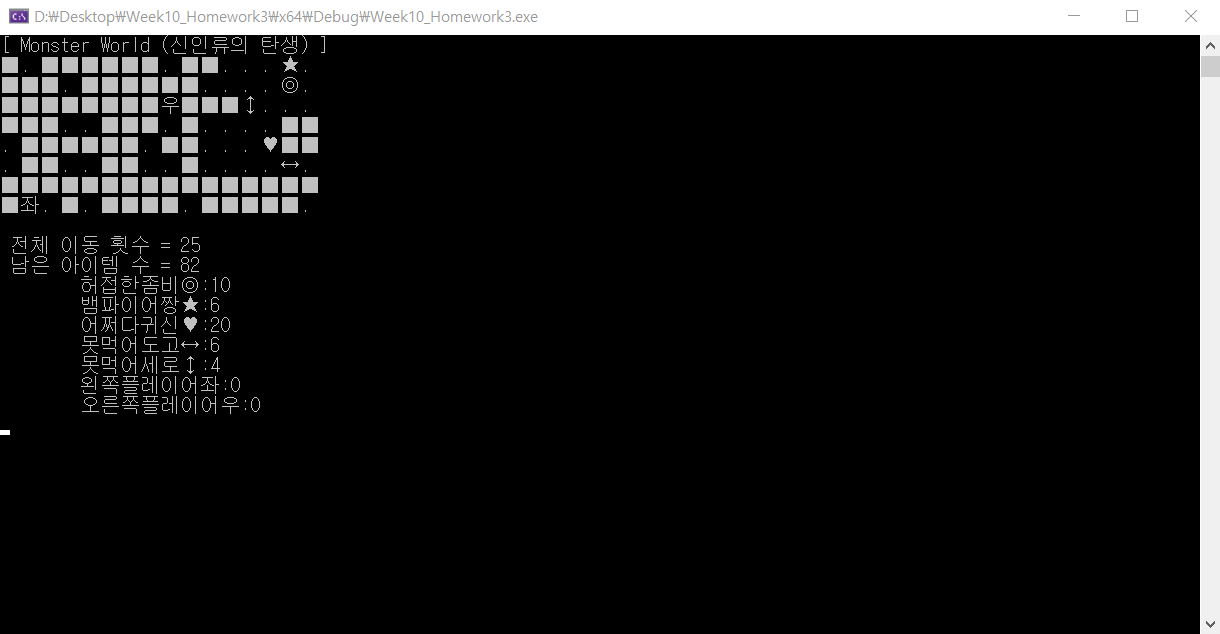 D:₩Desktop₩Week10_Homework3₩x64₩Debug₩Week10_Homework3.exe
[ Monster World (신인류의 탄생) ]
■. ■■■■■■. ■■. . . ★.
■■■. ■■■■■■. . . . ◎.
■■■■■■■■우■■■↕. . .
■■■. . ■■■. ■. . . . ■■
. ■■■■■■. ■■. . . ♥■■
. ■■. . ■■. . ■. . . . ↔.
■■■■■■■■■■■■■■■■
■좌. ■. ■■■■. ■■■■■.
전체 이동 횟수 = 25
남은 아이템 수 = 82
허접한좀비◎:10
뱀파이어짱★:6
어쩌다귀신♥:20
못먹어도고↔:6
못먹어세로↕:4
왼쪽플레이어좌:0
오른쪽플레이어우:0